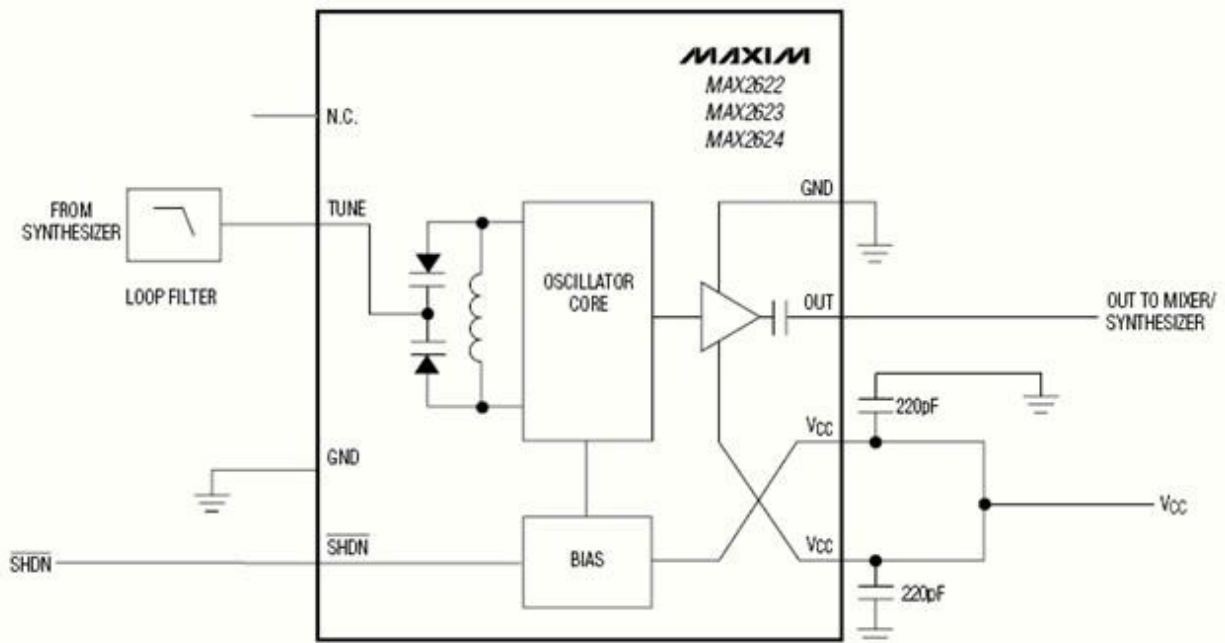 MAXIM
MAX2622
MAX2623
MAX2624
N.C.
GND
FROM
SYNTHESIZER
TUNE
LOOP FILTER
OSCILLATOR
CORE
OUT
OUT TO MIXER/
SYNTHESIZER
220pF
VCC
GND
VCC
SHDN
SHDN
BIAS
VCC
220pF